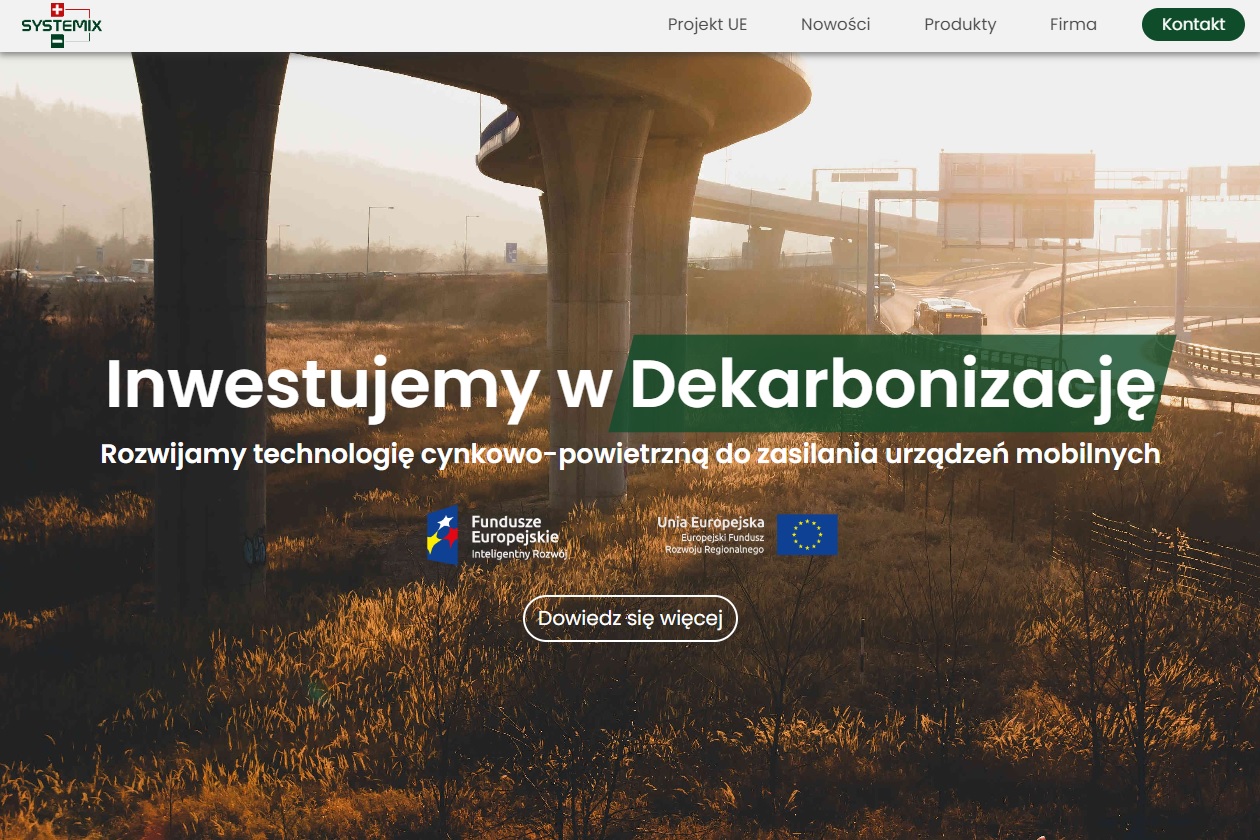 SYSTEMIX
Projekt UE
Nowości
Produkty
Firma
Kontakt
Inwestujemy w Dekarbonizację
Rozwijamy technologię cynkowo-powietrzną do zasilania urządzeń mobilnych
Fundusze
Europejskie
Inteligentny Rozwój
Unia Europejska
Europejski Fundusz
Rozwoju Regionalnego
Dowiedz się więcej